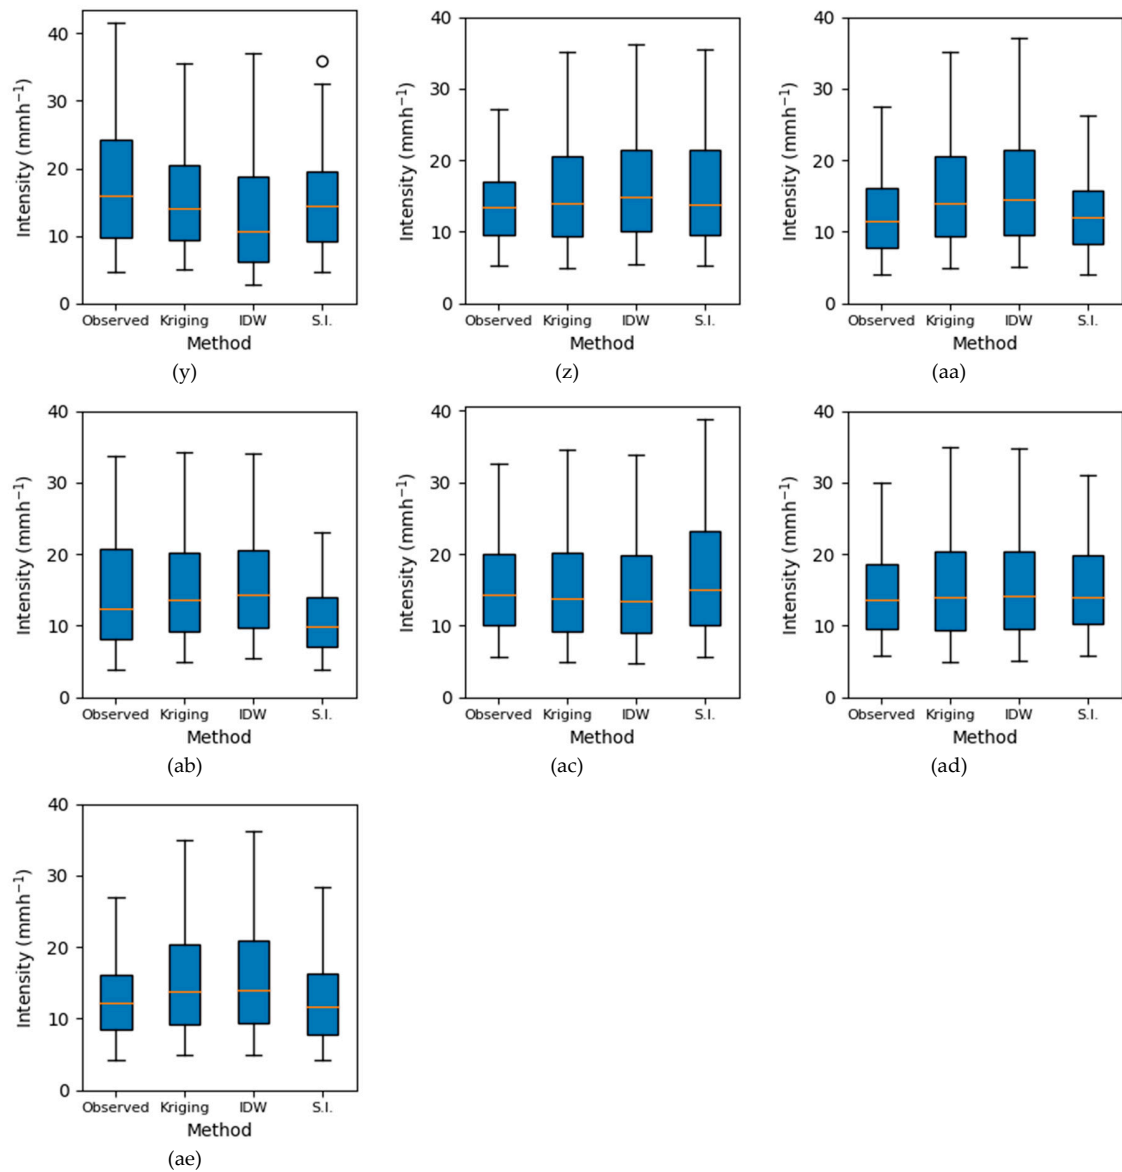 40
30
20
10
0
Intensity (mmh⁻¹)
Observed Kriging IDW S.I.
Method
(y)
40
30
20
10
0
Intensity (mmh⁻¹)
Observed Kriging IDW S.I.
Method
(z)
40
30
20
10
0
Intensity (mmh⁻¹)
Observed Kriging IDW S.I.
Method
(aa)
40
30
20
10
0
Intensity (mmh⁻¹)
Observed Kriging IDW S.I.
Method
(ab)
40
30
20
10
0
Intensity (mmh⁻¹)
Observed Kriging IDW S.I.
Method
(ac)
40
30
20
10
0
Intensity (mmh⁻¹)
Observed Kriging IDW S.I.
Method
(ad)
40
30
20
10
0
Intensity (mmh⁻¹)
Observed Kriging IDW S.I.
Method
(ae)